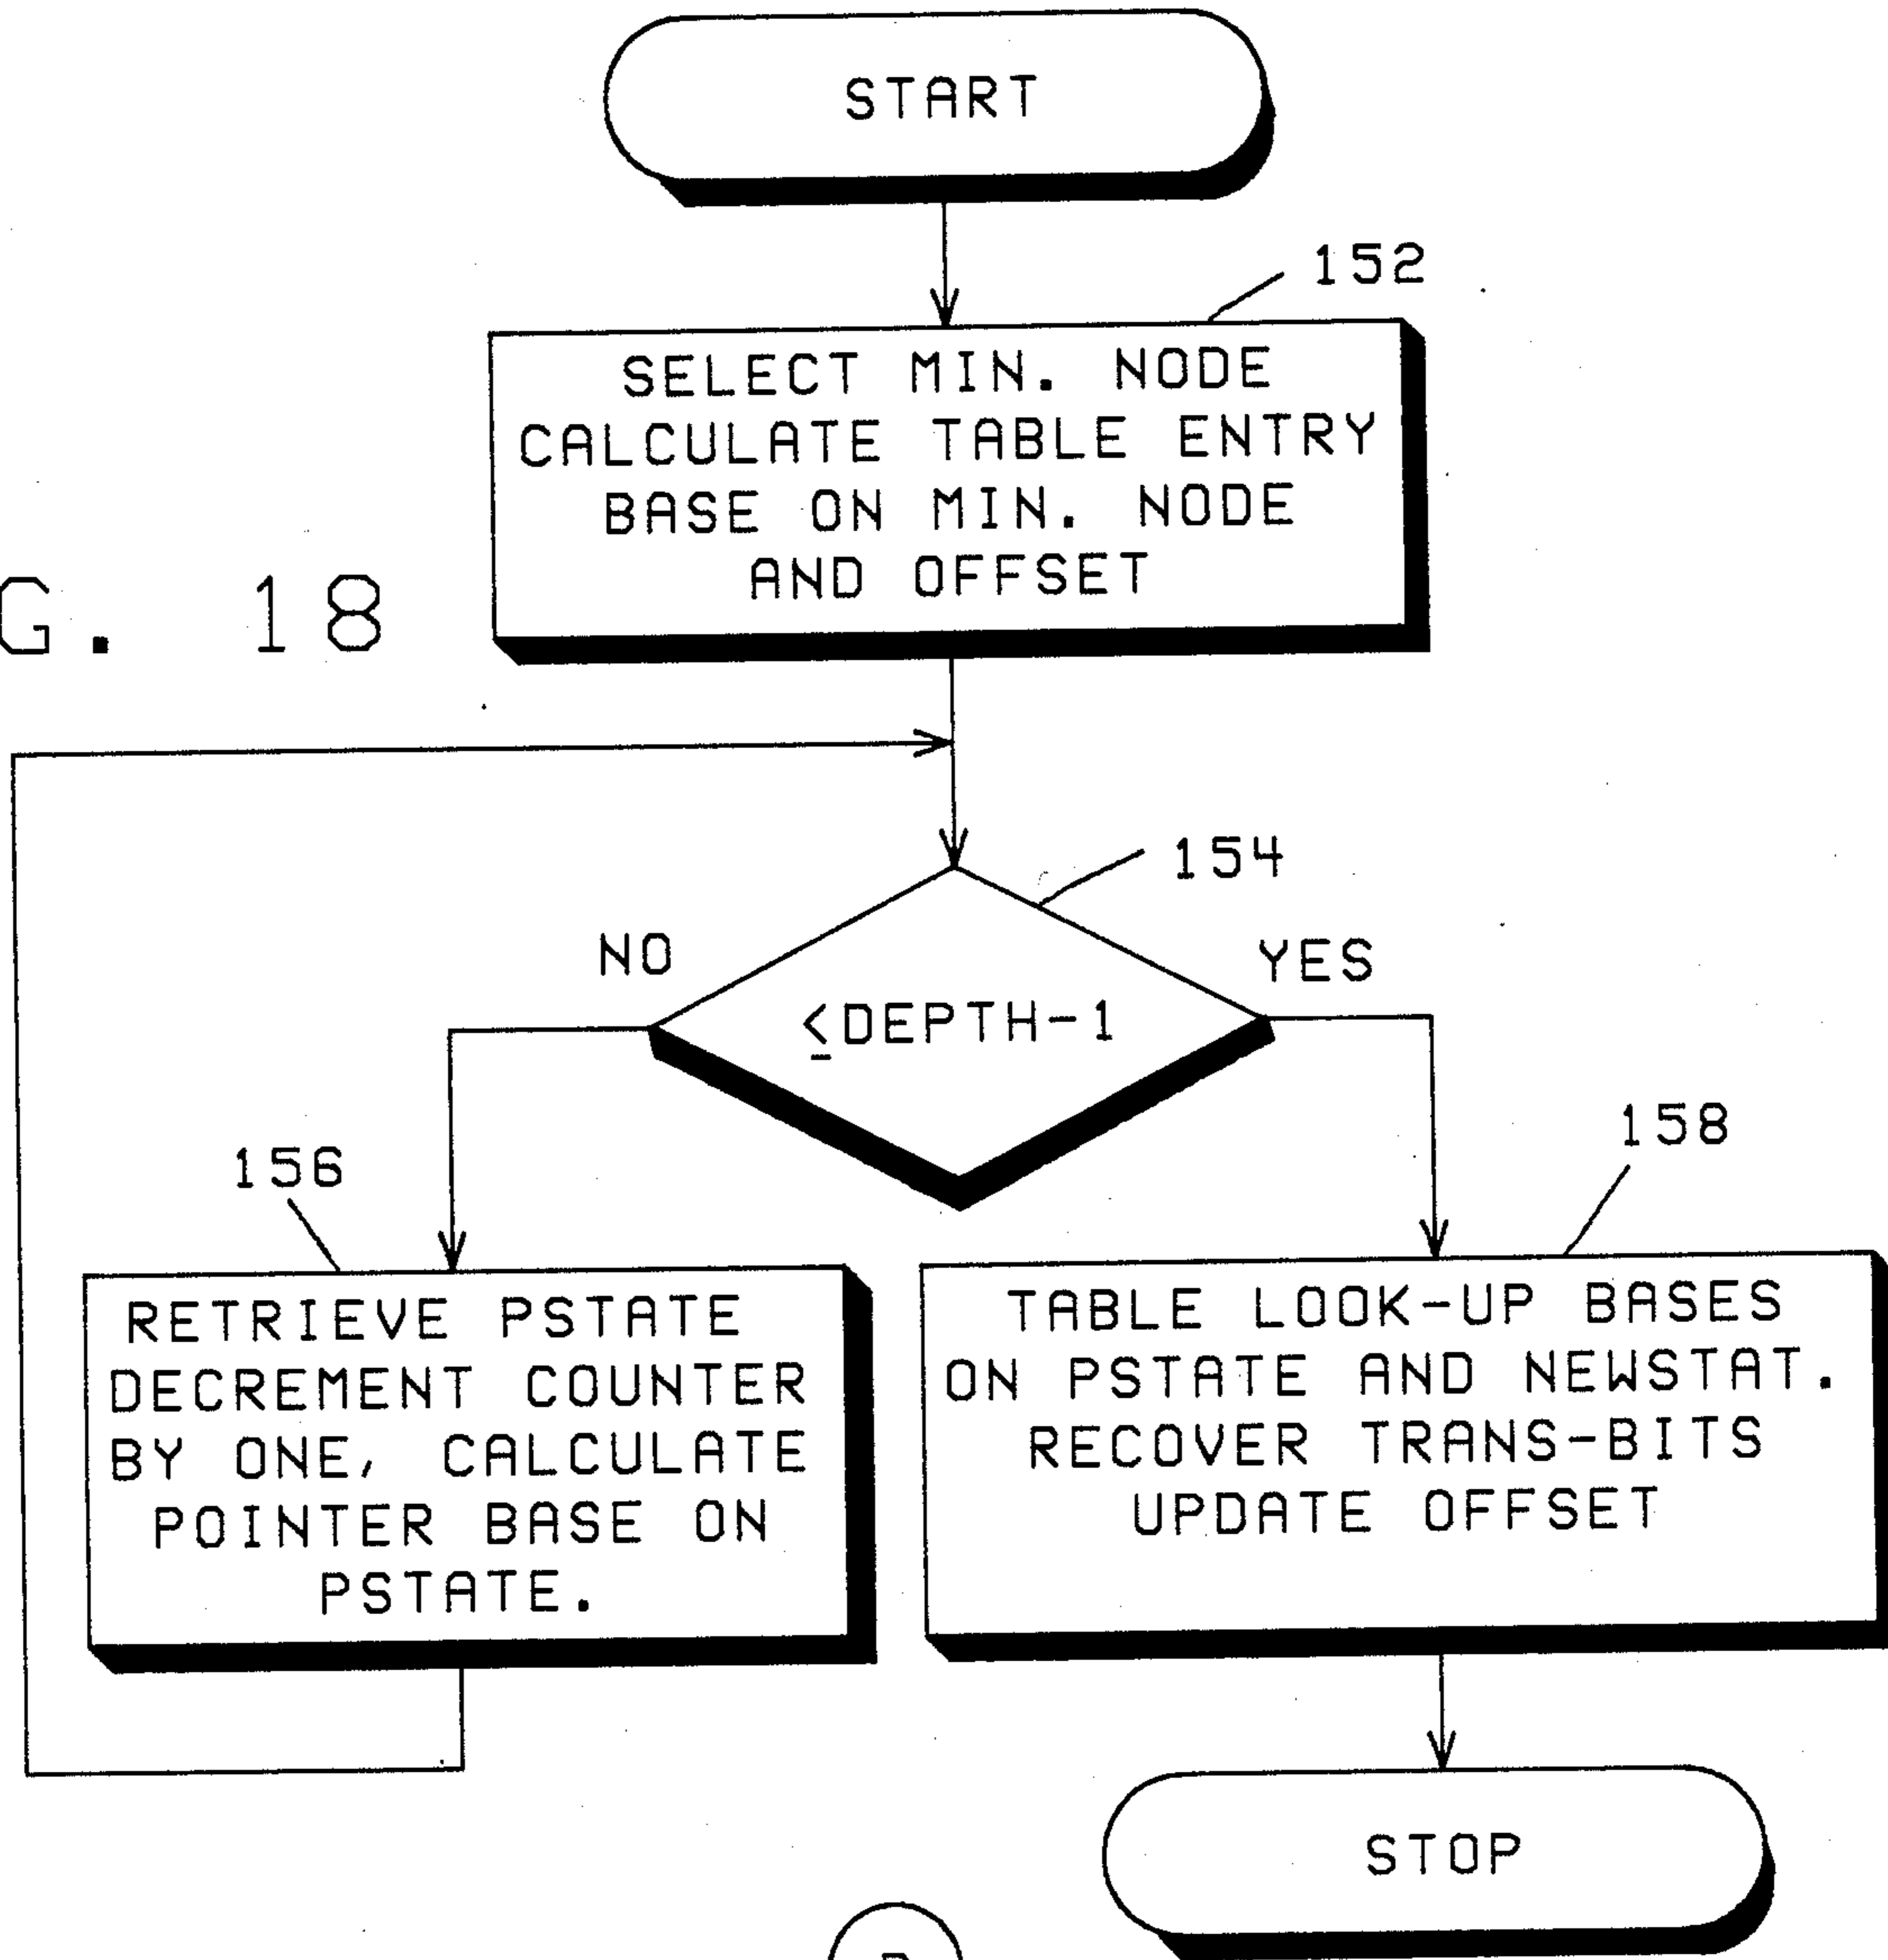 START
152
SELECT MIN. NODE
CALCULATE TABLE ENTRY
BASE ON MIN. NODE
AND OFFSET
G. 18
154
NO
YES
≤DEPTH-1
156
158
RETRIEVE PSTATE
DECREMENT COUNTER
BY ONE, CALCULATE
POINTER BASE ON
PSTATE.
TABLE LOOK-UP BASES
ON PSTATE AND NEWSTAT.
RECOVER TRANS-BITS
UPDATE OFFSET
STOP